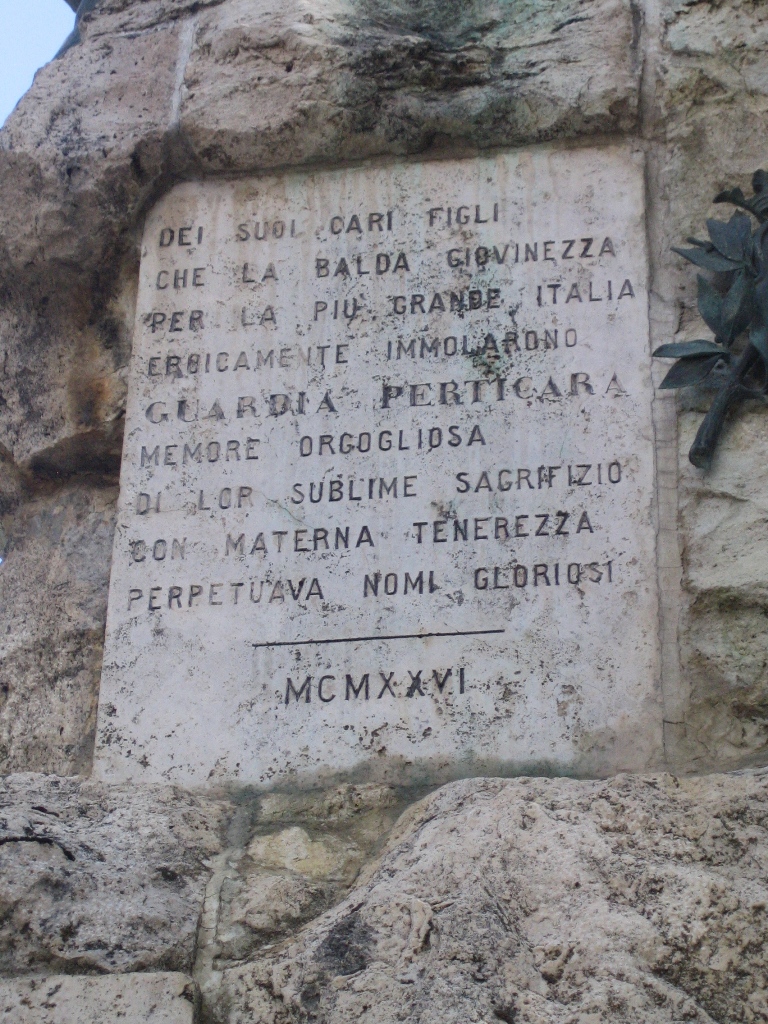 DEI SUOI CARI FIGLI
CHE LA BALDA GIOVINEZZA
PER LA PIU GRANDE ITALIA
EROICAMENTE IMMOLARONO
GUARDIA PERTICARA
MEMORE ORGOGLIOSA
DI LOR SUBLIME SAGRIFIZIO
CON MATERNA TENEREZZA
PERPETUAVA NOMI GLORIOSI
MCMXXVI